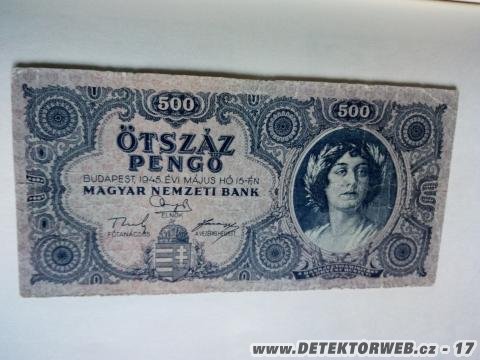 500 500
ÖTSZÁZ
PENGŐ
BUDAPEST, 1945. ÉVI MÁJUS HÓ 15-ÉN
MAGYAR NEMZETI BANK
ELNÖK
FŐTANÁCSOS A VEZÉRIGAZGATÓ
www.DETEKTORWEB.cz - 17